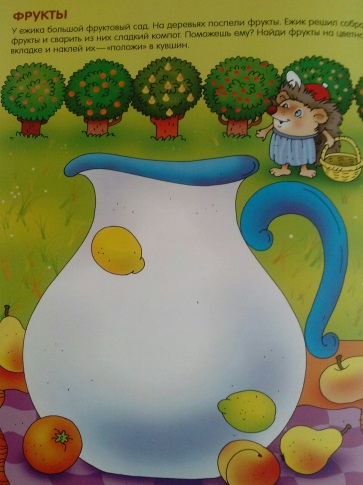 ФРУКТЫ
У ежика большой фруктовый сад. На деревьях поспели фрукты. Ежик решил
фрукты и сварить из них сладкий компот. Поможешь ему? Найди фрукты на
вкладке и наклей их—«положи» в кувшин.